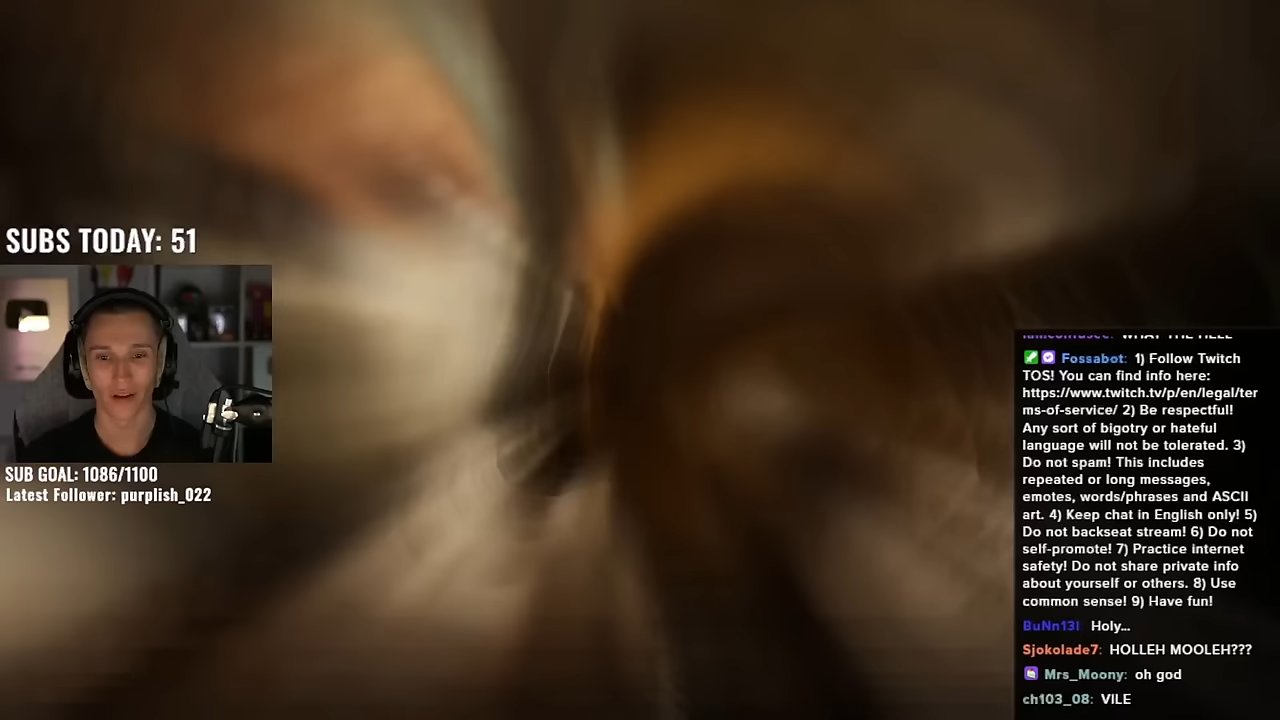 SUBS TODAY: 51
SUB GOAL: 1086/1100
Latest Follower: purplish_022
WHAT THE HELL
Fossabot: 1) Follow Twitch
TOS! You can find info here:
https://www.twitch.tv/p/en/legal/ter
ms-of-service/ 2) Be respectful!
Any sort of bigotry or hateful
language will not be tolerated. 3)
Do not spam! This includes
repeated or long messages,
emotes, words/phrases and ASCII
art. 4) Keep chat in English only! 5)
Do not backseat stream! 6) Do not
self-promote! 7) Practice internet
safety! Do not share private info
about yourself or others. 8) Use
common sense! 9) Have fun!
BuNn13l: Holy...
Sjokolade7: HOLLEH MOOLEH???
Mrs_Moony: oh god
ch103_08: VILE